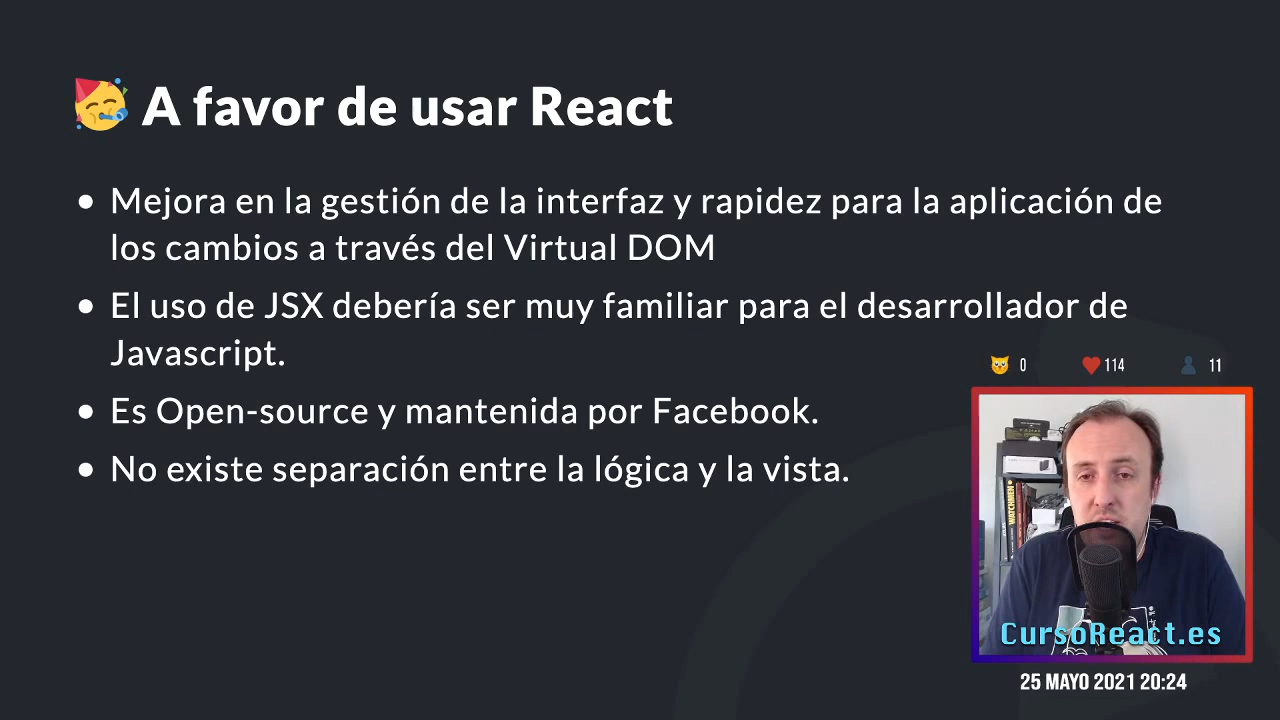 A favor de usar React
Mejora en la gestión de la interfaz y rapidez para la aplicación de
los cambios a través del Virtual DOM
El uso de JSX debería ser muy familiar para el desarrollador de
Javascript.
Es Open-source y mantenida por Facebook.
No existe separación entre la lógica y la vista.
0 114 11
WATCHMEN
CursoReact.es
25 MAYO 2021 20:24